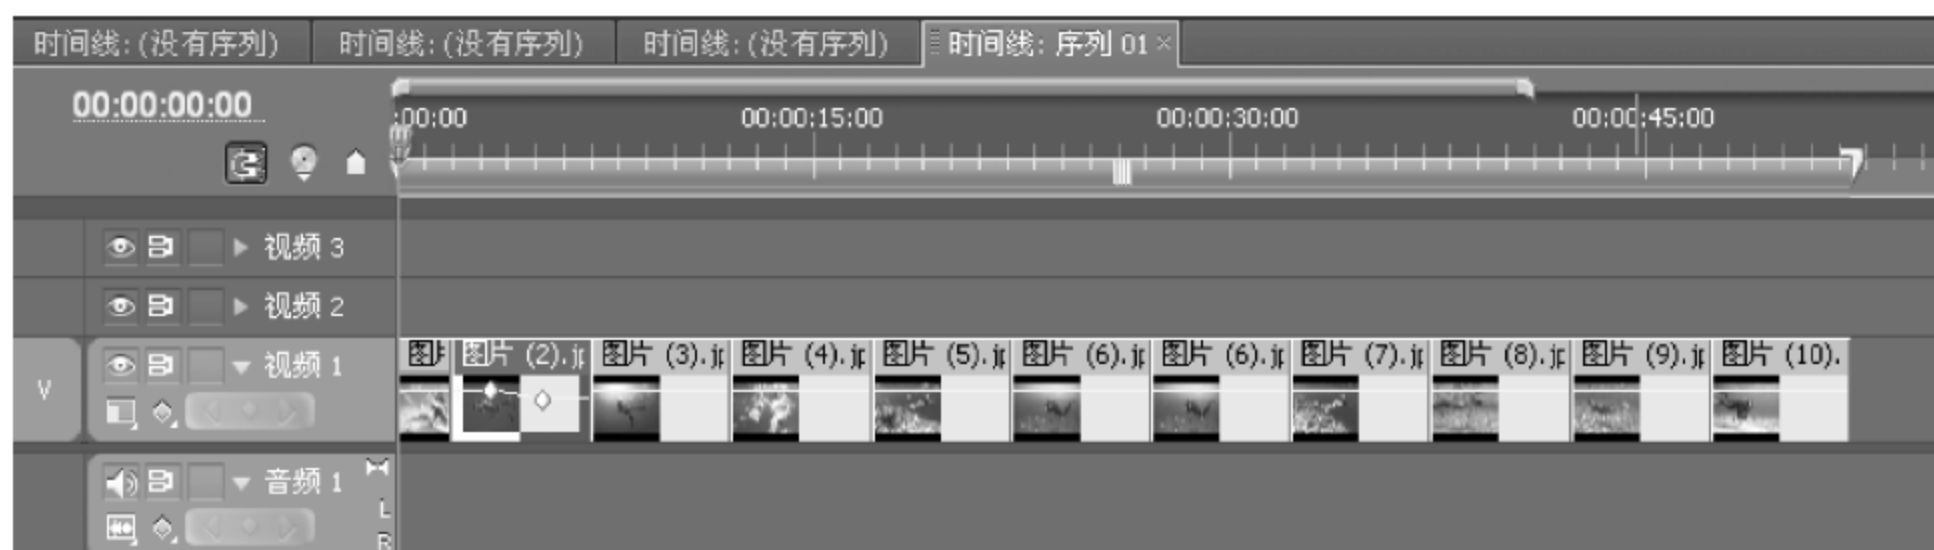 时间线: (没有序列) 时间线: (没有序列) 时间线: (没有序列) 时间线: 序列 01 ×
00:00:00:00 :00:00 00:00:15:00 00:00:30:00 00:00:45:00
视频 3
视频 2
V 视频 1 图片 (2).jp 图片 (3).jp 图片 (4).jp 图片 (5).jp 图片 (6).jp 图片 (6).jp 图片 (7).jp 图片 (8).jp 图片 (9).jp 图片 (10).
音频 1
L
R